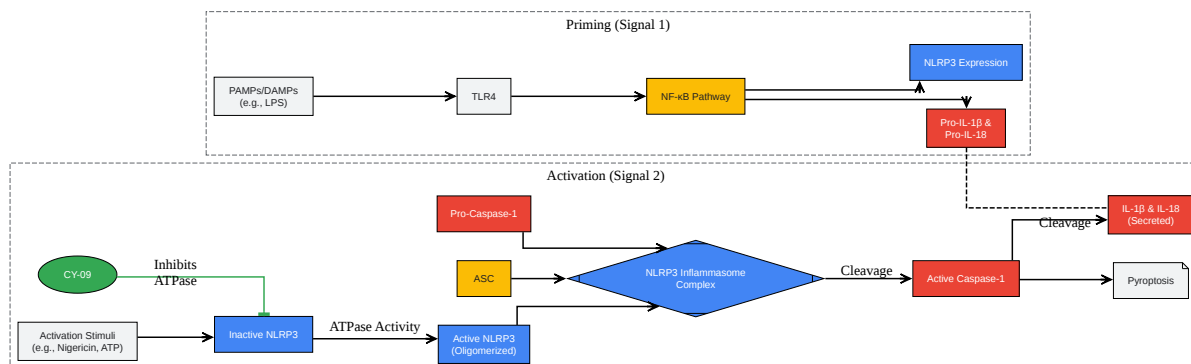 Priming (Signal 1)
PAMPs/DAMPs
(e.g., LPS)
TLR4
NF-κB Pathway
NLRP3 Expression
Pro-IL-1β &
Pro-IL-18
Activation (Signal 2)
Pro-Caspase-1
IL-1β & IL-18
(Secreted)
Cleavage
CY-09
Inhibits
ATPase
ASC
NLRP3 Inflammasome
Complex
Cleavage
Active Caspase-1
Pyroptosis
Activation Stimuli
(e.g., Nigericin, ATP)
Inactive NLRP3
ATPase Activity
Active NLRP3
(Oligomerized)